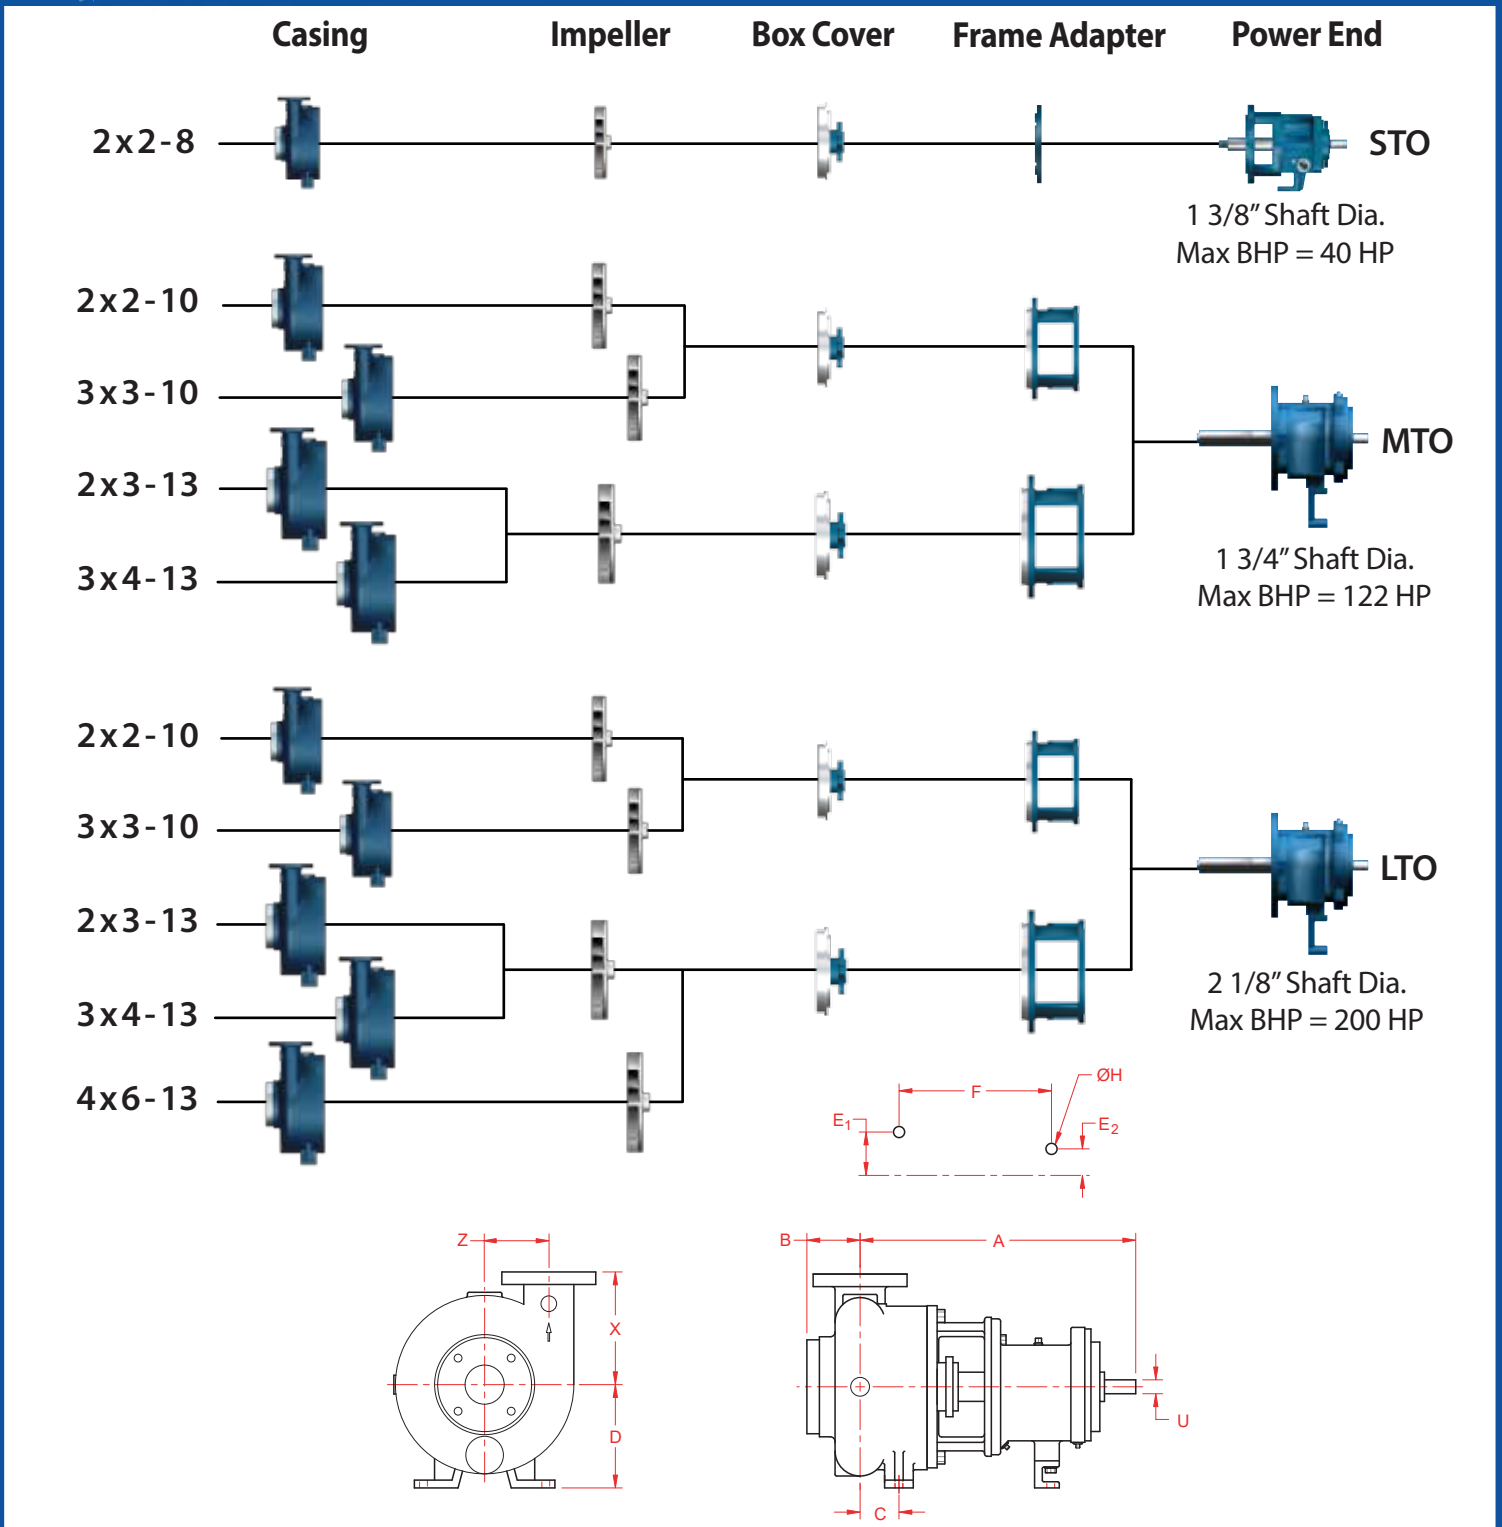 Casing Impeller Box Cover Frame Adapter Power End
2x2-8 STO
1 3/8” Shaft Dia.
Max BHP = 40 HP
2x2-10
3x3-10
2x3-13
3x4-13
MTO
1 3/4” Shaft Dia.
Max BHP = 122 HP
2x2-10
3x3-10
2x3-13
3x4-13
4x6-13
LTO
2 1/8” Shaft Dia.
Max BHP = 200 HP
F ØH
E1 E2
Z
X
D
B A
U
C